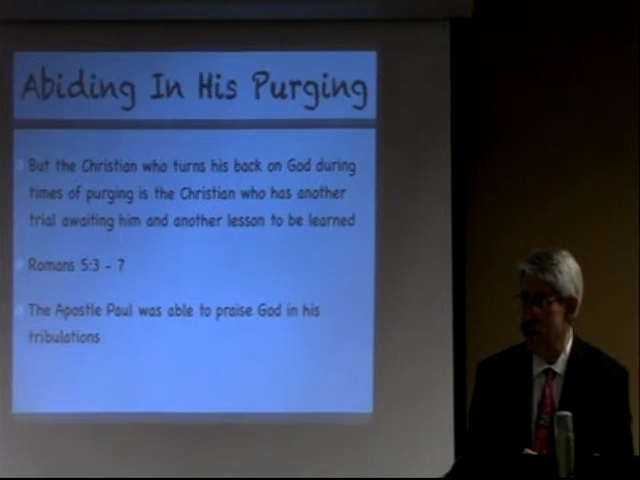 Abiding In His Purging
But the Christian who turns his back on God during
times of purging is the Christian who has another
trial awaiting him and another lesson to be learned
Romans 5:3 - 7
The Apostle Paul was able to praise God in his
tribulations